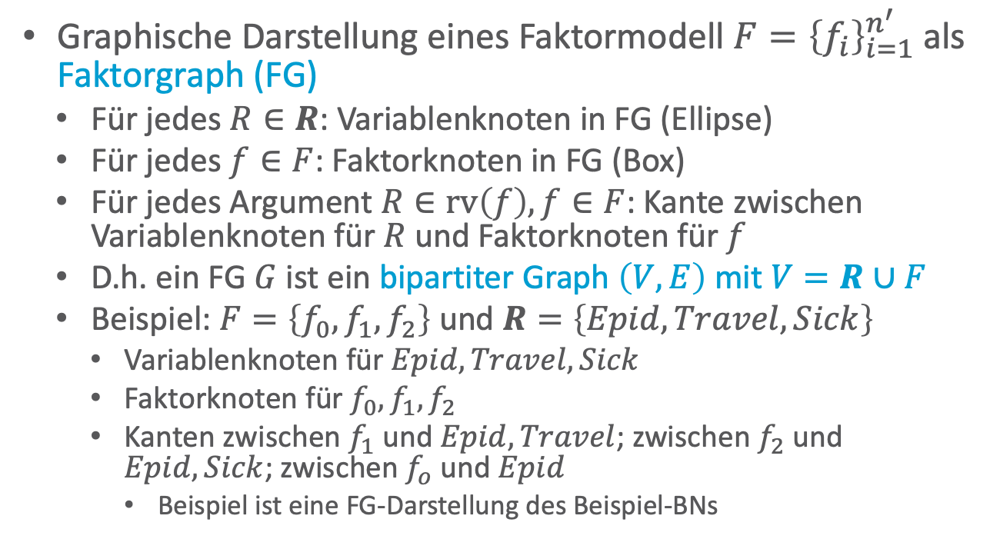 • Graphische Darstellung eines Faktormodell $F = \{f_i\}_{i=1}^{n'}$ als
Faktorgraph (FG)
• Für jedes $R \in \boldsymbol{R}$: Variablenknoten in FG (Ellipse)
• Für jedes $f \in F$: Faktorknoten in FG (Box)
• Für jedes Argument $R \in \mathrm{rv}(f), f \in F$: Kante zwischen
Variablenknoten für $R$ und Faktorknoten für $f$
• D.h. ein FG $G$ ist ein bipartiter Graph $(V, E)$ mit $V = \boldsymbol{R} \cup F$
• Beispiel: $F = \{f_0, f_1, f_2\}$ und $\boldsymbol{R} = \{Epid, Travel, Sick\}$
• Variablenknoten für $Epid, Travel, Sick$
• Faktorknoten für $f_0, f_1, f_2$
• Kanten zwischen $f_1$ und $Epid, Travel$; zwischen $f_2$ und
$Epid, Sick$; zwischen $f_o$ und $Epid$
• Beispiel ist eine FG-Darstellung des Beispiel-BNs